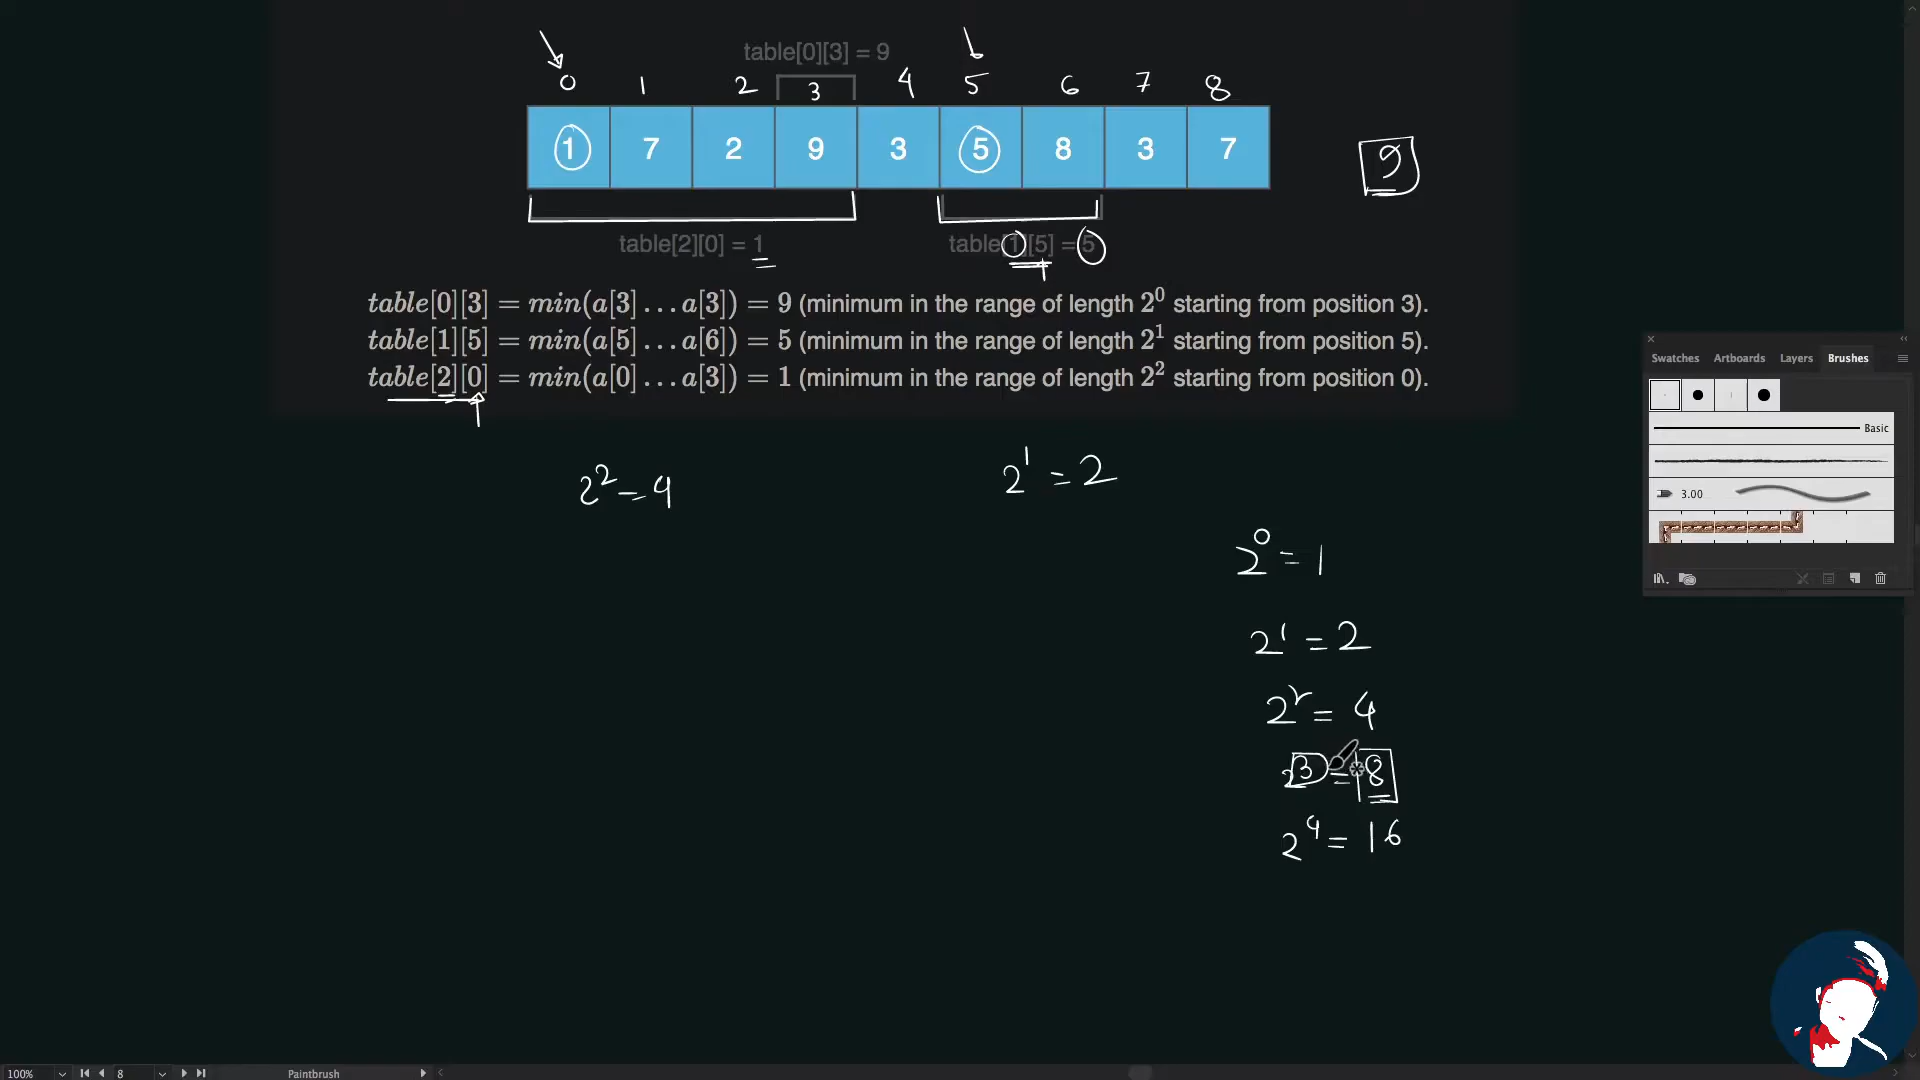 table[0][3] = 9
0 1 2 3 4 5 6 7 8
1 7 2 9 3 5 8 3 7
9
table[2][0] = 1
table[1][5] = 5
table[0][3] = min(a[3] ... a[3]) = 9 (minimum in the range of length 2^0 starting from position 3).
table[1][5] = min(a[5] ... a[6]) = 5 (minimum in the range of length 2^1 starting from position 5).
table[2][0] = min(a[0] ... a[3]) = 1 (minimum in the range of length 2^2 starting from position 0).
2^2 = 4
2^1 = 2
2^0 = 1
2^1 = 2
2^2 = 4
2^3 = 8
2^4 = 16
Swatches Artboards Layers Brushes
Basic
3.00
100%
8
Paintbrush